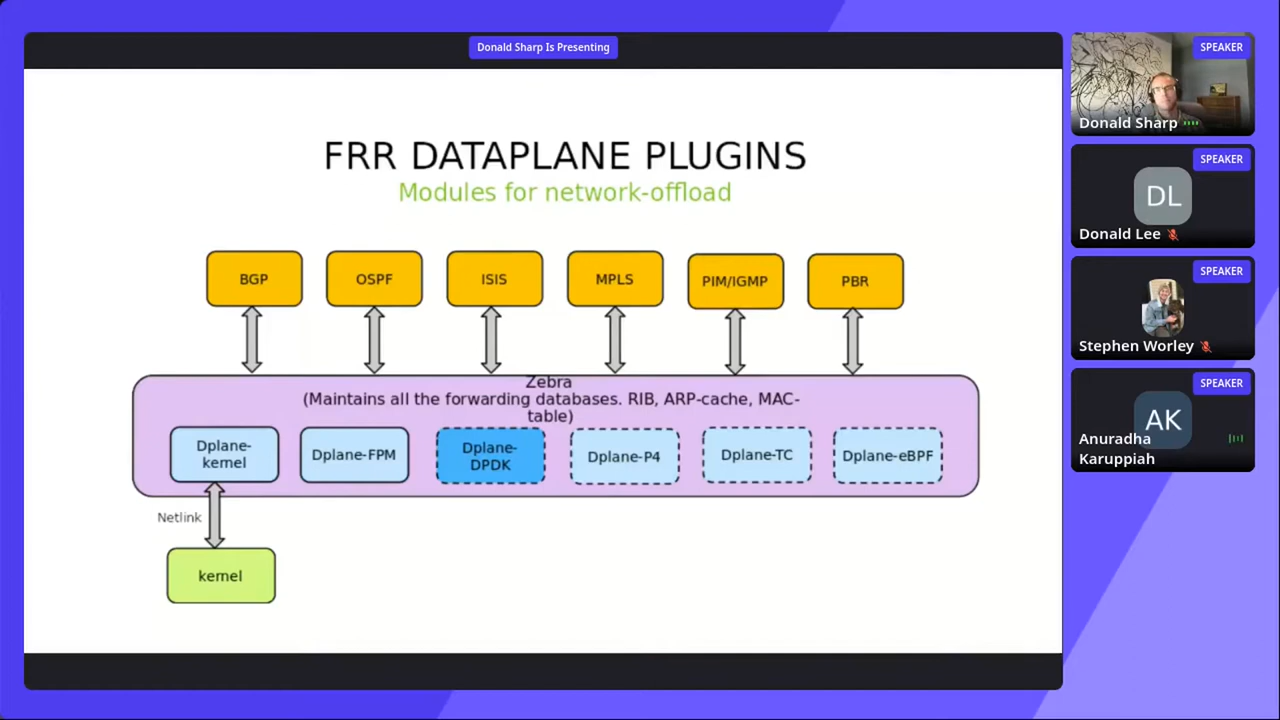 Donald Sharp Is Presenting
FRR DATAPLANE PLUGINS
Modules for network-offload
BGP
OSPF
ISIS
MPLS
PIM/IGMP
PBR
Zebra
(Maintains all the forwarding databases. RIB, ARP-cache, MAC-
table)
Dplane-
kernel
Dplane-FPM
Dplane-
DPDK
Dplane-P4
Dplane-TC
Dplane-eBPF
Netlink
kernel
SPEAKER
Donald Sharp
SPEAKER
DL
Donald Lee
SPEAKER
Stephen Worley
SPEAKER
AK
Anuradha
Karuppiah